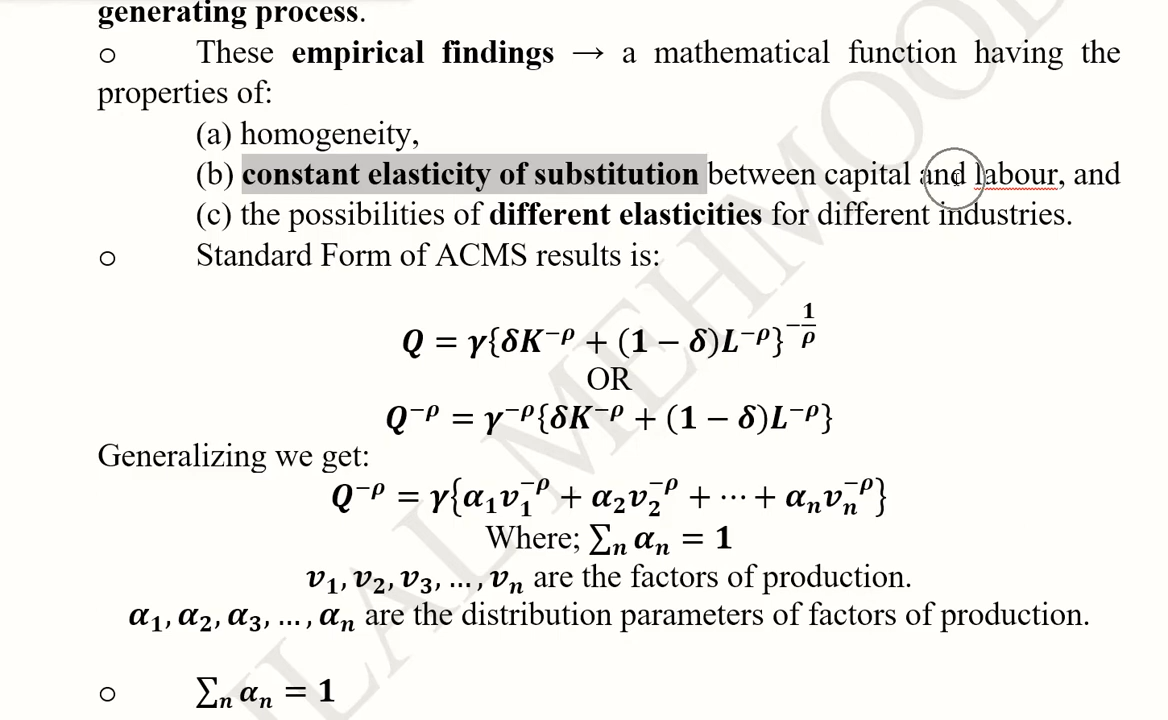 generating process.
o These empirical findings → a mathematical function having the
properties of:
(a) homogeneity,
(b) constant elasticity of substitution between capital and labour, and
(c) the possibilities of different elasticities for different industries.
o Standard Form of ACMS results is:
Q = γ{δK^{−ρ} + (1 − δ)L^{−ρ}}^{−1/ρ}
OR
Q^{−ρ} = γ^{−ρ}{δK^{−ρ} + (1 − δ)L^{−ρ}}
Generalizing we get:
Q^{−ρ} = γ{α₁v₁^{−ρ} + α₂v₂^{−ρ} + ⋯ + αₙvₙ^{−ρ}}
Where; ∑ₙ αₙ = 1
v₁, v₂, v₃, …, vₙ are the factors of production.
α₁, α₂, α₃, …, αₙ are the distribution parameters of factors of production.
o ∑ₙ αₙ = 1